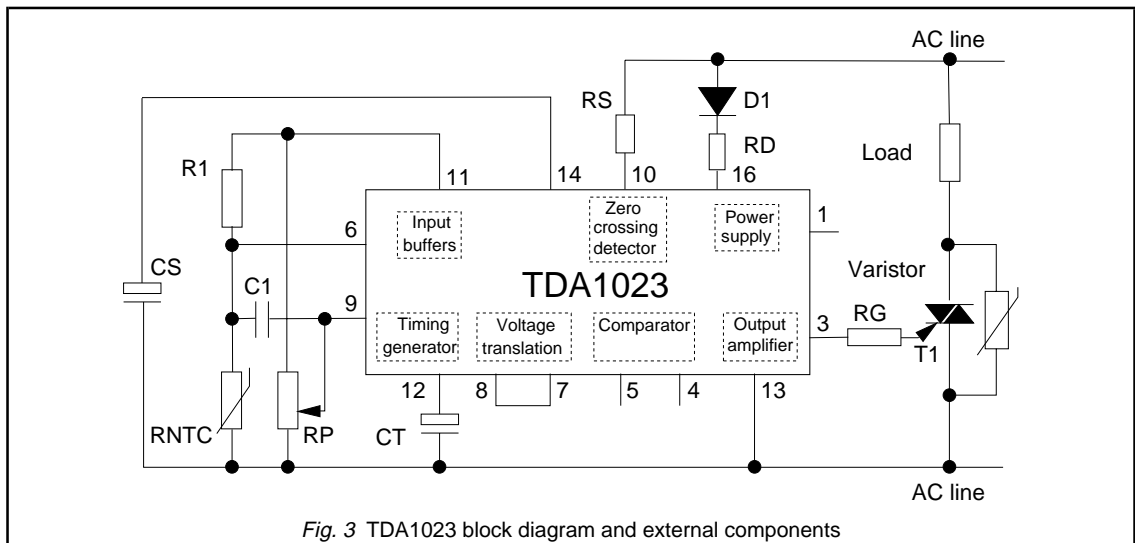 AC line
RS
D1
RD
Load
R1
11
14
10
16
Input
buffers
Zero
crossing
detector
Power
supply
1
6
CS
C1
TDA1023
Varistor
9
Timing
generator
Voltage
translation
Comparator
Output
amplifier
3
RG
T1
12
8
7
5
4
13
RNTC
RP
CT
AC line
Fig. 3 TDA1023 block diagram and external components